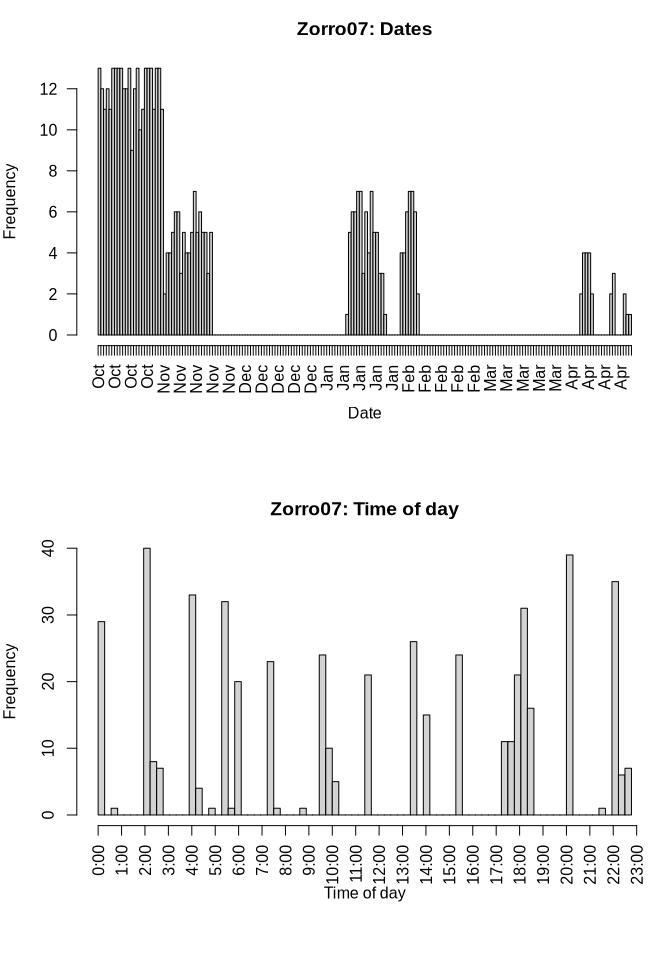 Zorro07: Dates
12
10
8
6
4
2
0
Frequency
Oct Oct Oct Oct Nov Nov Nov Nov Nov Dec Dec Dec Dec Dec Jan Jan Jan Jan Jan Feb Feb Feb Feb Feb Mar Mar Mar Mar Mar Apr Apr Apr Apr
Date
Zorro07: Time of day
40
30
20
10
0
Frequency
0:00 1:00 2:00 3:00 4:00 5:00 6:00 7:00 8:00 9:00 10:00 11:00 12:00 13:00 14:00 15:00 16:00 17:00 18:00 19:00 20:00 21:00 22:00 23:00
Time of day